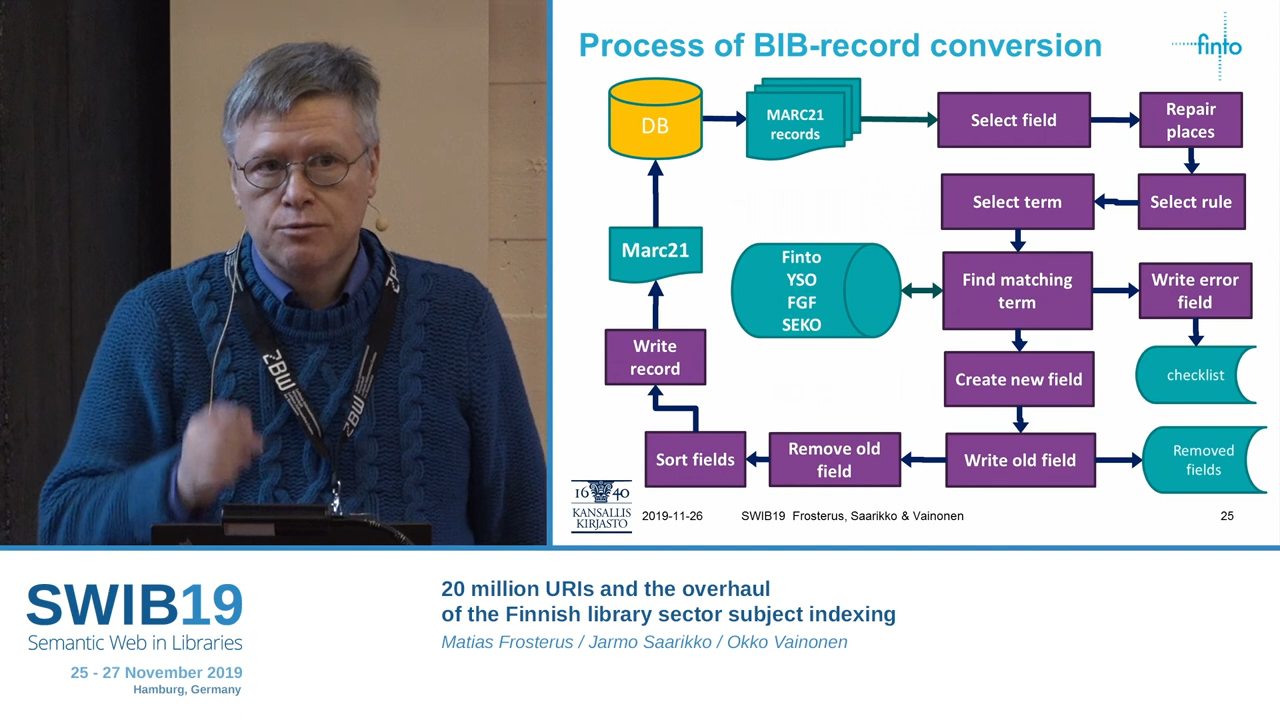 Process of BIB-record conversion
finto
DB
MARC21
records
Select field
Repair
places
Select term
Select rule
Marc21
Finto
YSO
FGF
SEKO
Find matching
term
Write error
field
Write
record
Create new field
checklist
Sort fields
Remove old
field
Write old field
Removed
fields
16 40
KANSALLIS
KIRJASTO
2019-11-26
SWIB19 Frosterus, Saarikko & Vainonen
25
ZBW
ZBW
SWIB19
Semantic Web in Libraries
25 - 27 November 2019
Hamburg, Germany
20 million URIs and the overhaul
of the Finnish library sector subject indexing
Matias Frosterus / Jarmo Saarikko / Okko Vainonen